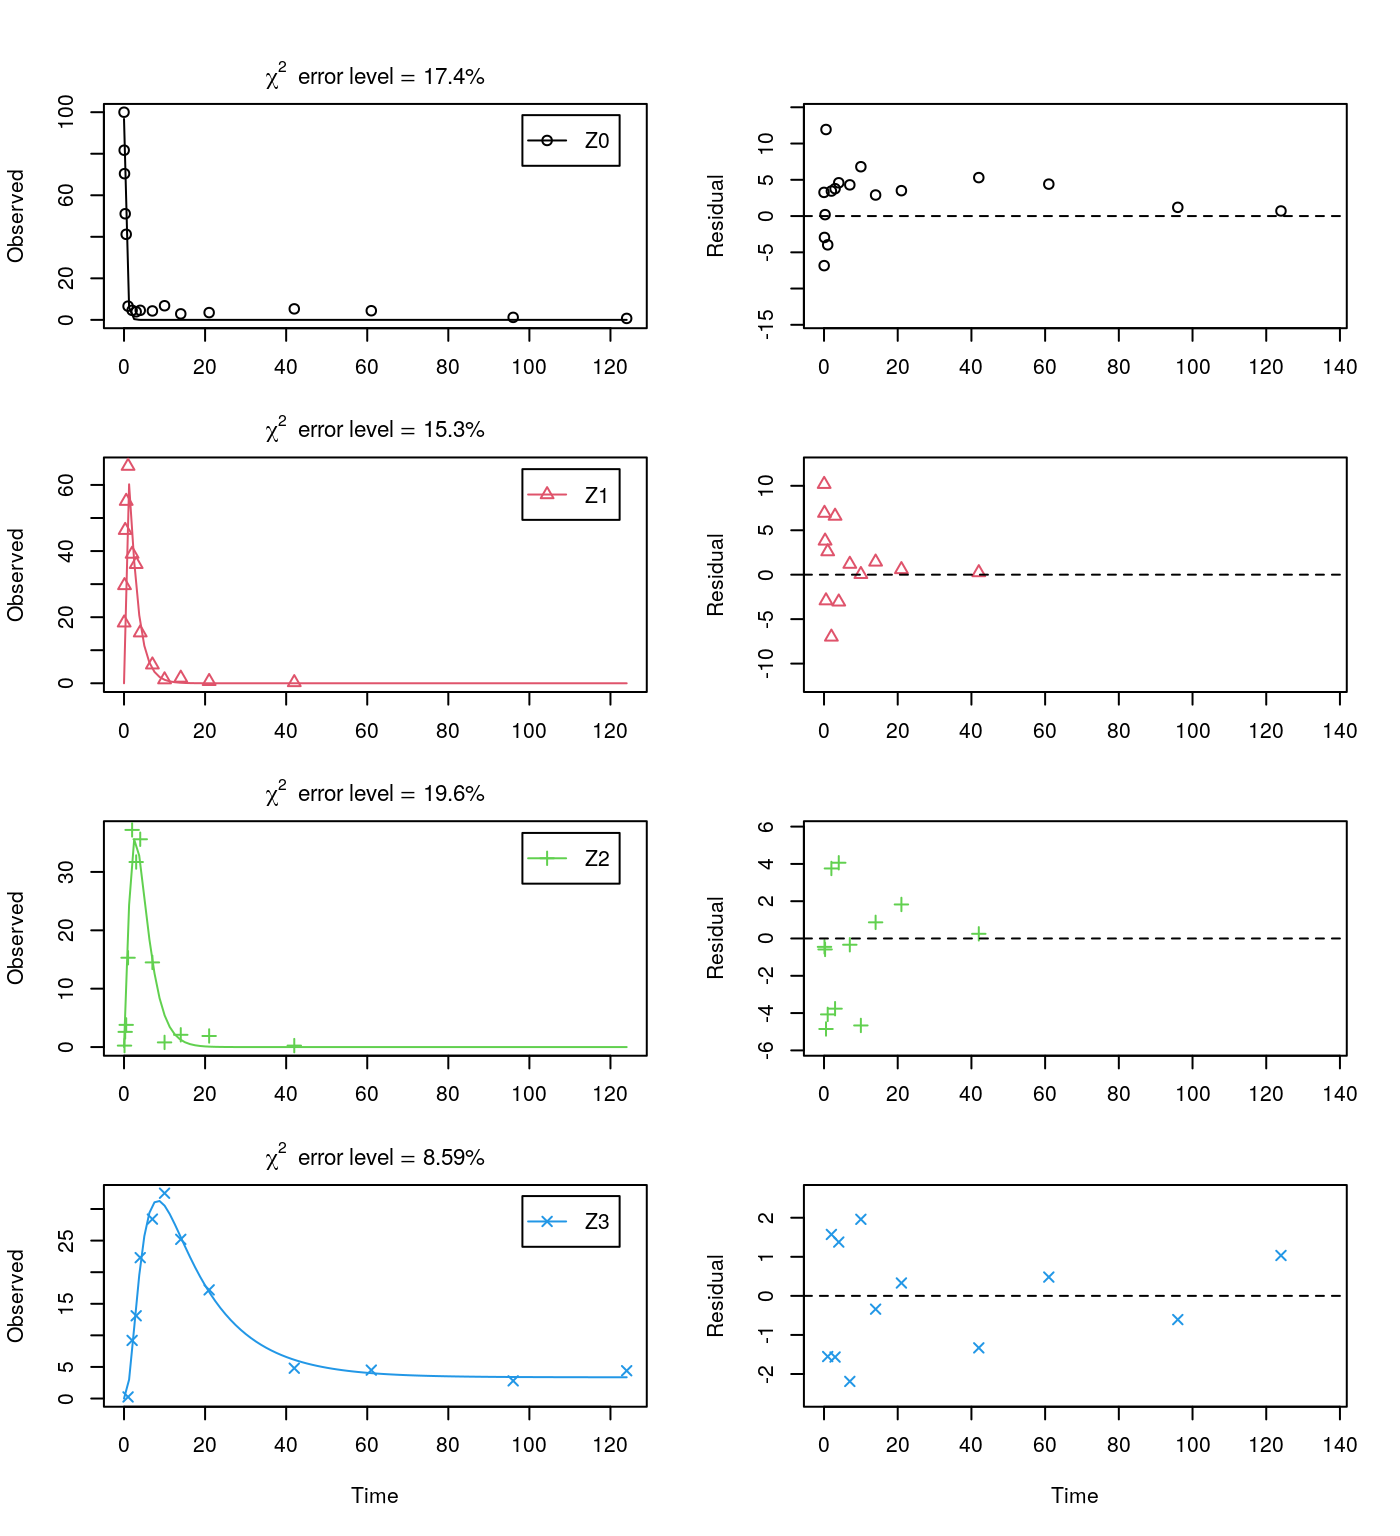 χ2 error level = 17.4%
Observed
0 20 60 100
Z0
0 20 40 60 80 100 120
Residual
-15 -5 0 5 10
0 20 40 60 80 100 120 140
χ2 error level = 15.3%
Observed
0 20 40 60
Z1
0 20 40 60 80 100 120
Residual
-10 -5 0 5 10
0 20 40 60 80 100 120 140
χ2 error level = 19.6%
Observed
0 10 20 30
Z2
0 20 40 60 80 100 120
Residual
-6 -4 -2 0 2 4 6
0 20 40 60 80 100 120 140
χ2 error level = 8.59%
Observed
0 5 15 25
Z3
0 20 40 60 80 100 120
Time
Residual
-2 -1 0 1 2
0 20 40 60 80 100 120 140
Time